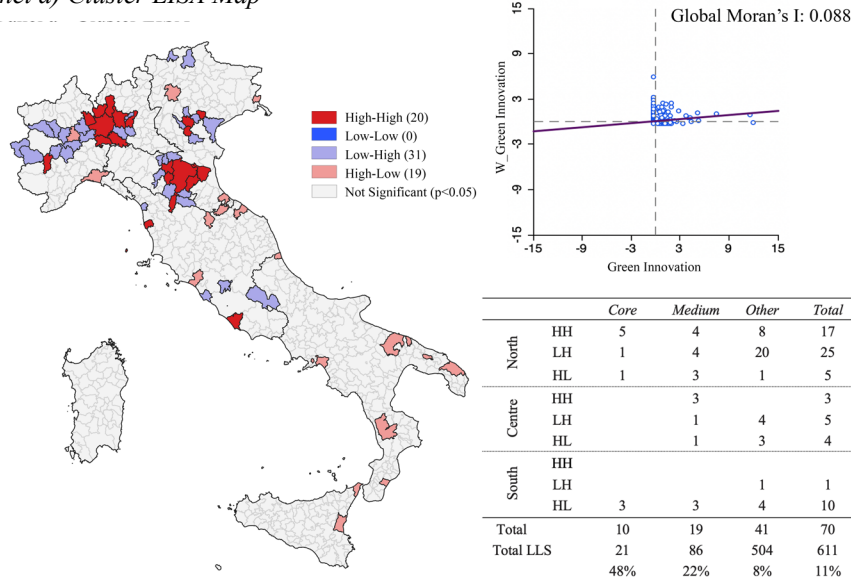 a) Cluster LISA Map
Global Moran's I: 0.088
15
9
3
-3
-9
-15
W_Green Innovation
-15
-9
-3
3
9
15
Green Innovation
High-High (20)
Low-Low (0)
Low-High (31)
High-Low (19)
Not Significant (p<0.05)
Core Medium Other Total
North
HH 5 4 8 17
LH 1 4 20 25
HL 1 3 1 5
Centre
HH 3 3
LH 1 4 5
HL 1 3 4
South
HH
LH 1 1
HL 3 3 4 10
Total 10 19 41 70
Total LLS 21 86 504 611
48% 22% 8% 11%